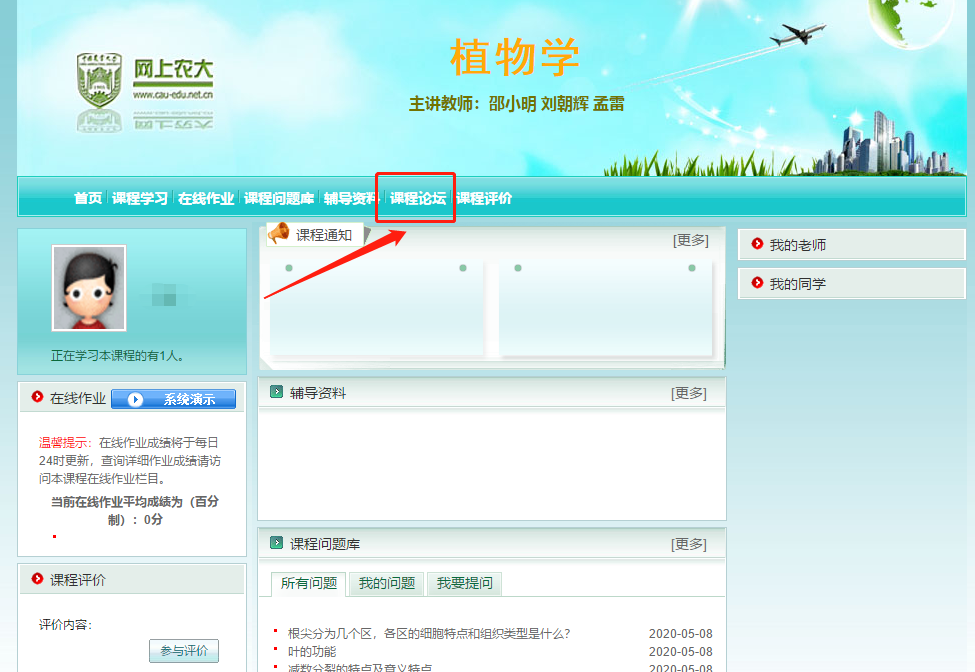 网上农大
www.cau-edu.net.cn
植物学
主讲教师：邵小明 刘朝辉 孟雷
首页 课程学习 在线作业 课程问题库 辅导资料 课程论坛 课程评价
正在学习本课程的有1人。
在线作业 系统演示
温馨提示：在线作业成绩将于每日
24时更新，查询详细作业成绩请访
问本课程在线作业栏目。
当前在线作业平均成绩为（百分
制）：0分
课程评价
评价内容：
参与评价
课程通知 [更多]
辅导资料 [更多]
课程问题库 [更多]
所有问题 我的问题 我要提问
根尖分为几个区，各区的细胞特点和组织类型是什么？ 2020-05-08
叶的功能 2020-05-08
减数分裂的特点及意义特点 2020-05-08
我的老师
我的同学